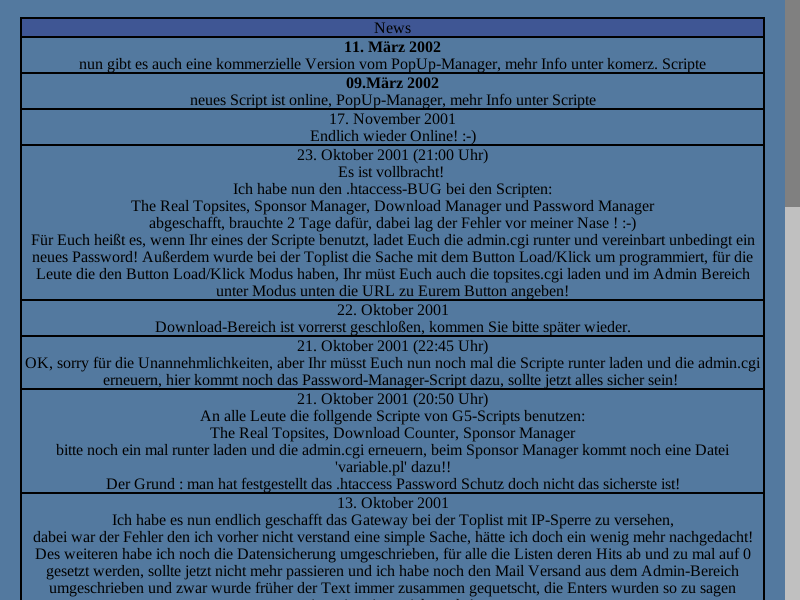 News
11. März 2002
nun gibt es auch eine kommerzielle Version vom PopUp-Manager, mehr Info unter komerz. Scripte
09.März 2002
neues Script ist online, PopUp-Manager, mehr Info unter Scripte
17. November 2001
Endlich wieder Online! :-)
23. Oktober 2001 (21:00 Uhr)
Es ist vollbracht!
Ich habe nun den .htaccess-BUG bei den Scripten:
The Real Topsites, Sponsor Manager, Download Manager und Password Manager
abgeschafft, brauchte 2 Tage dafür, dabei lag der Fehler vor meiner Nase ! :-)
Für Euch heißt es, wenn Ihr eines der Scripte benutzt, ladet Euch die admin.cgi runter und vereinbart unbedingt ein
neues Password! Außerdem wurde bei der Toplist die Sache mit dem Button Load/Klick um programmiert, für die
Leute die den Button Load/Klick Modus haben, Ihr müst Euch auch die topsites.cgi laden und im Admin Bereich
unter Modus unten die URL zu Eurem Button angeben!
22. Oktober 2001
Download-Bereich ist vorrerst geschloßen, kommen Sie bitte später wieder.
21. Oktober 2001 (22:45 Uhr)
OK, sorry für die Unannehmlichkeiten, aber Ihr müsst Euch nun noch mal die Scripte runter laden und die admin.cgi
erneuern, hier kommt noch das Password-Manager-Script dazu, sollte jetzt alles sicher sein!
21. Oktober 2001 (20:50 Uhr)
An alle Leute die follgende Scripte von G5-Scripts benutzen:
The Real Topsites, Download Counter, Sponsor Manager
bitte noch ein mal runter laden und die admin.cgi erneuern, beim Sponsor Manager kommt noch eine Datei
'variable.pl' dazu!!
Der Grund : man hat festgestellt das .htaccess Password Schutz doch nicht das sicherste ist!
13. Oktober 2001
Ich habe es nun endlich geschafft das Gateway bei der Toplist mit IP-Sperre zu versehen,
dabei war der Fehler den ich vorher nicht verstand eine simple Sache, hätte ich doch ein wenig mehr nachgedacht!
Des weiteren habe ich noch die Datensicherung umgeschrieben, für alle die Listen deren Hits ab und zu mal auf 0
gesetzt werden, sollte jetzt nicht mehr passieren und ich habe noch den Mail Versand aus dem Admin-Bereich
umgeschrieben und zwar wurde früher der Text immer zusammen gequetscht, die Enters wurden so zu sagen